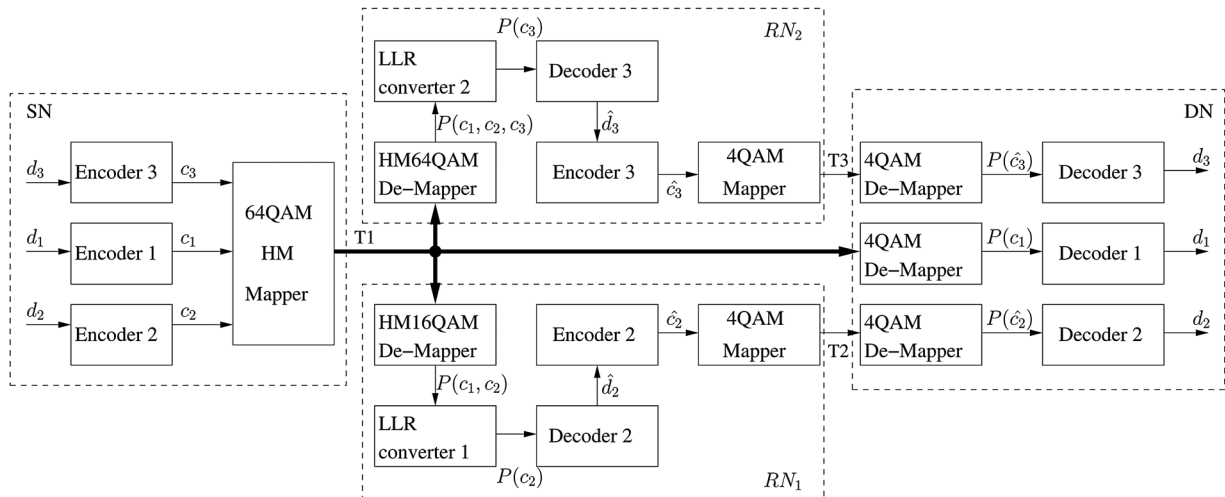 SN
d₃
Encoder 3
c₃
d₁
Encoder 1
c₁
d₂
Encoder 2
c₂
64QAM
HM
Mapper
T1
RN₂
P(c₃)
LLR
converter 2
Decoder 3
P(c₁, c₂, c₃)
d̂₃
HM64QAM
De-Mapper
Encoder 3
ĉ₃
4QAM
Mapper
T3
HM16QAM
De-Mapper
Encoder 2
ĉ₂
4QAM
Mapper
T2
P(c₁, c₂)
d̂₂
LLR
converter 1
Decoder 2
P(c₂)
RN₁
DN
4QAM
De-Mapper
P(ĉ₃)
Decoder 3
d₃
4QAM
De-Mapper
P(c₁)
Decoder 1
d₁
4QAM
De-Mapper
P(ĉ₂)
Decoder 2
d₂